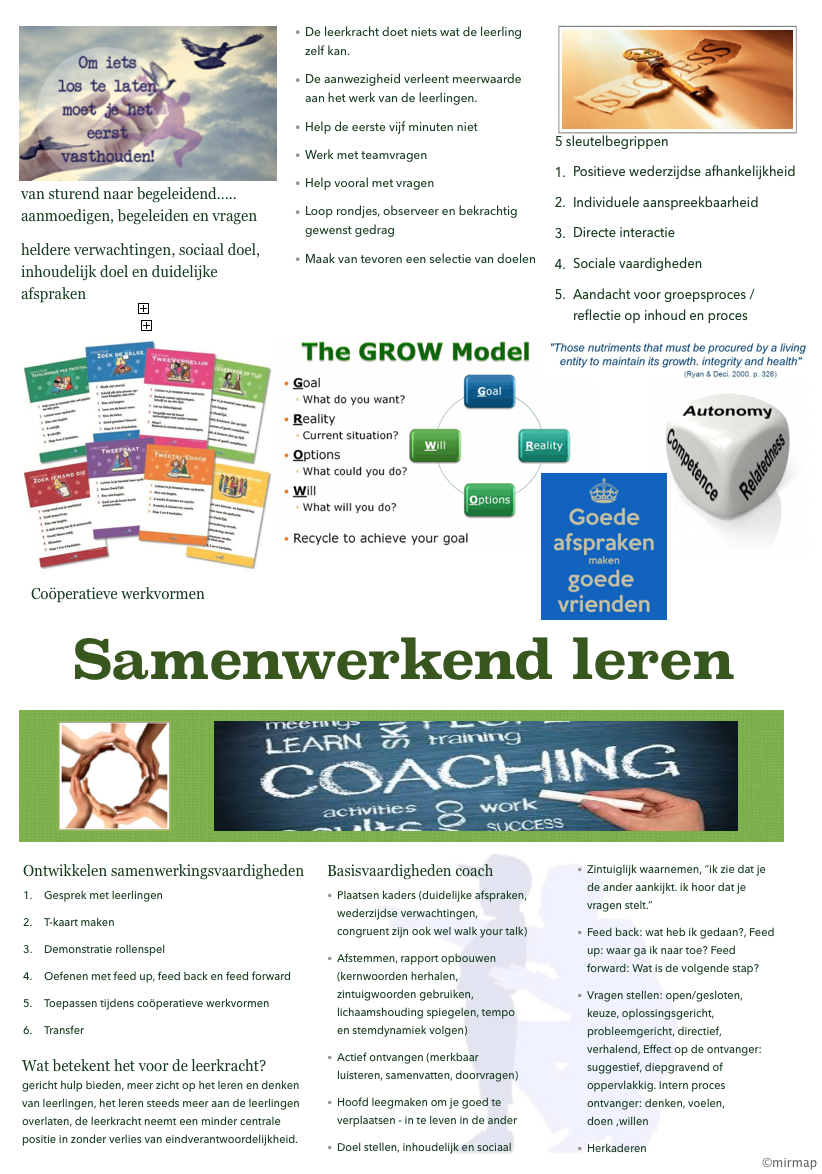 Om iets
los te laten
moet je het
eerst
vasthouden!
van sturend naar begeleidend.....
aanmoedigen, begeleiden en vragen
heldere verwachtingen, sociaal doel,
inhoudelijk doel en duidelijke
afspraken
• De leerkracht doet niets wat de leerling
zelf kan.
• De aanwezigheid verleent meerwaarde
aan het werk van de leerlingen.
• Help de eerste vijf minuten niet
• Werk met teamvragen
• Help vooral met vragen
• Loop rondjes, observeer en bekrachtig
gewenst gedrag
• Maak van tevoren een selectie van doelen
SUCCESS
5 sleutelbegrippen
1. Positieve wederzijdse afhankelijkheid
2. Individuele aanspreekbaarheid
3. Directe interactie
4. Sociale vaardigheden
5. Aandacht voor groepsproces /
reflectie op inhoud en proces
ZOEK DE VALSE
TWEEVERGELIJK
TWEEPRAAT
TWEETAL COACH
ZOEK IEMAND DIE
Coöperatieve werkvormen
The GROW Model
• Goal
◦ What do you want?
• Reality
◦ Current situation?
• Options
◦ What could you do?
• Will
◦ What will you do?
• Recycle to achieve your goal
Goal
Will
Reality
Options
"Those nutriments that must be procured by a living
entity to maintain its growth. integrity and health"
(Ryan & Deci. 2000. p. 326)
Autonomy
Competence
Relatedness
Goede
afspraken
maken
goede
vrienden
Samenwerkend leren
meetings
LEARN
training
COACHING
activities
work
SUCCESS
Ontwikkelen samenwerkingsvaardigheden
1. Gesprek met leerlingen
2. T-kaart maken
3. Demonstratie rollenspel
4. Oefenen met feed up, feed back en feed forward
5. Toepassen tijdens coöperatieve werkvormen
6. Transfer
Wat betekent het voor de leerkracht?
gericht hulp bieden, meer zicht op het leren en denken
van leerlingen, het leren steeds meer aan de leerlingen
overlaten, de leerkracht neemt een minder centrale
positie in zonder verlies van eindverantwoordelijkheid.
Basisvaardigheden coach
• Plaatsen kaders (duidelijke afspraken,
wederzijdse verwachtingen,
congruent zijn ook wel walk your talk)
• Afstemmen, rapport opbouwen
(kernwoorden herhalen,
zintuigwoorden gebruiken,
lichaamshouding spiegelen, tempo
en stemdynamiek volgen)
• Actief ontvangen (merkbaar
luisteren, samenvatten, doorvragen)
• Hoofd leegmaken om je goed te
verplaatsen - in te leven in de ander
• Doel stellen, inhoudelijk en sociaal
• Zintuiglijk waarnemen, “ik zie dat je
de ander aankijkt. ik hoor dat je
vragen stelt.”
• Feed back: wat heb ik gedaan?, Feed
up: waar ga ik naar toe? Feed
forward: Wat is de volgende stap?
• Vragen stellen: open/gesloten,
keuze, oplossingsgericht,
probleemgericht, directief,
verhalend, Effect op de ontvanger:
suggestief, diepgravend of
oppervlakkig. Intern proces
ontvanger: denken, voelen,
doen ,willen
• Herkaderen
©mirmap